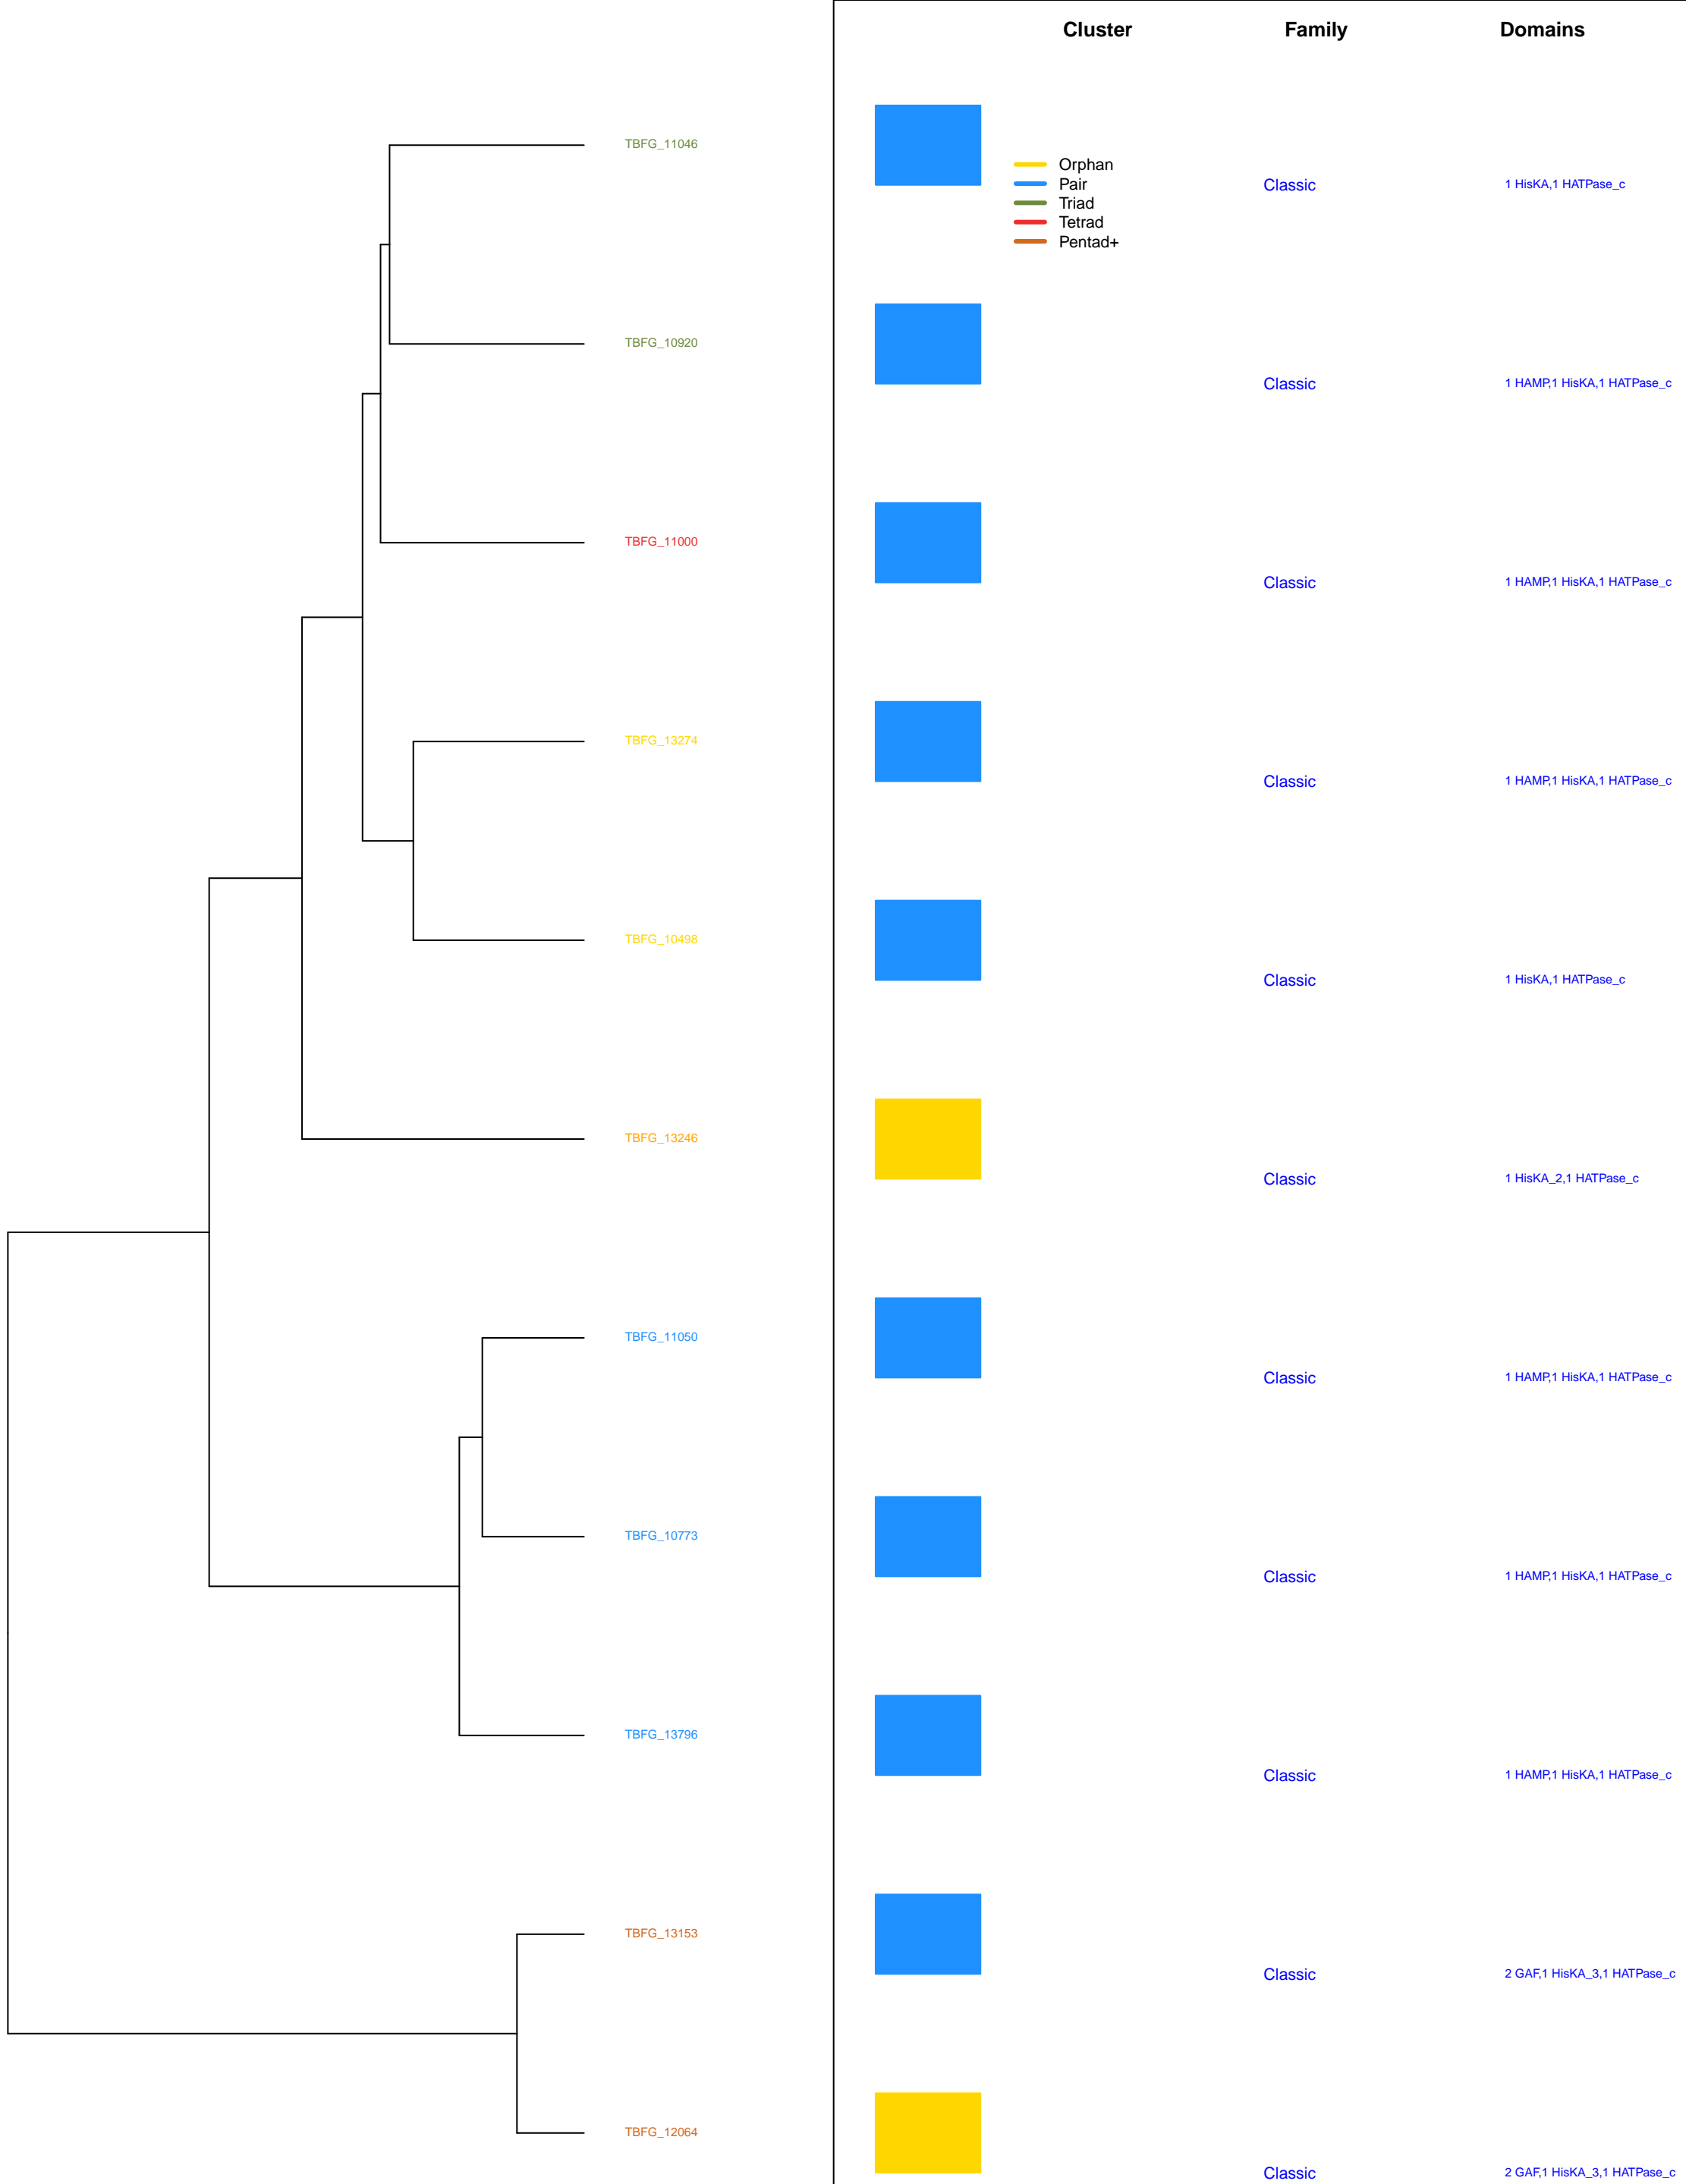 Cluster Family Domains
TBFG_11046
Orphan
Pair
Triad
Tetrad
Pentad+
Classic 1 HisKA,1 HATPase_c
TBFG_10920
Classic 1 HAMP,1 HisKA,1 HATPase_c
TBFG_11000
Classic 1 HAMP,1 HisKA,1 HATPase_c
TBFG_13274
Classic 1 HAMP,1 HisKA,1 HATPase_c
TBFG_10498
Classic 1 HisKA,1 HATPase_c
TBFG_13246
Classic 1 HisKA_2,1 HATPase_c
TBFG_11050
Classic 1 HAMP,1 HisKA,1 HATPase_c
TBFG_10773
Classic 1 HAMP,1 HisKA,1 HATPase_c
TBFG_13796
Classic 1 HAMP,1 HisKA,1 HATPase_c
TBFG_13153
Classic 2 GAF,1 HisKA_3,1 HATPase_c
TBFG_12064
Classic 2 GAF,1 HisKA_3,1 HATPase_c